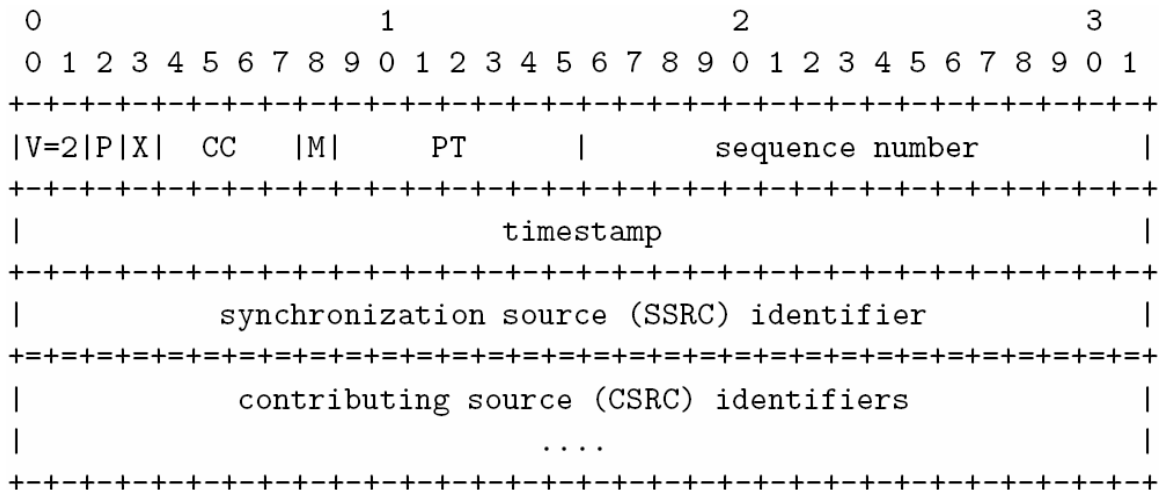 0                   1                   2                   3
 0 1 2 3 4 5 6 7 8 9 0 1 2 3 4 5 6 7 8 9 0 1 2 3 4 5 6 7 8 9 0 1
+-+-+-+-+-+-+-+-+-+-+-+-+-+-+-+-+-+-+-+-+-+-+-+-+-+-+-+-+-+-+-+-+
|V=2|P|X|  CC   |M|     PT      |       sequence number         |
+-+-+-+-+-+-+-+-+-+-+-+-+-+-+-+-+-+-+-+-+-+-+-+-+-+-+-+-+-+-+-+-+
|                           timestamp                           |
+-+-+-+-+-+-+-+-+-+-+-+-+-+-+-+-+-+-+-+-+-+-+-+-+-+-+-+-+-+-+-+-+
|           synchronization source (SSRC) identifier            |
+=+=+=+=+=+=+=+=+=+=+=+=+=+=+=+=+=+=+=+=+=+=+=+=+=+=+=+=+=+=+=+=+
|            contributing source (CSRC) identifiers             |
|                             ....                              |
+-+-+-+-+-+-+-+-+-+-+-+-+-+-+-+-+-+-+-+-+-+-+-+-+-+-+-+-+-+-+-+-+